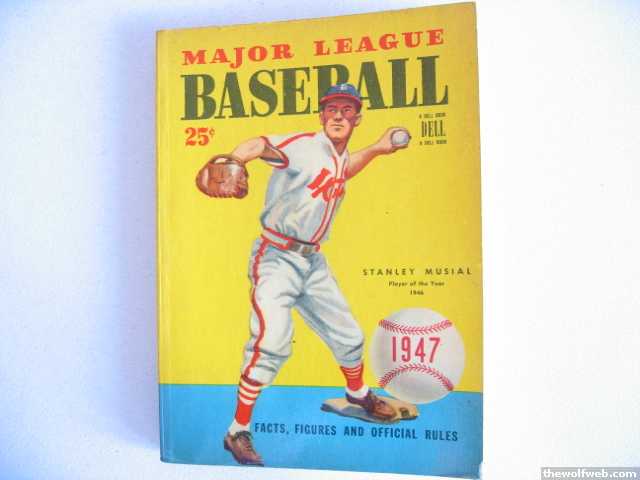 MAJOR LEAGUE
BASEBALL
25¢
A DELL BOOK
DELL
A DELL BOOK
STANLEY MUSIAL
Player of the Year
1946
1947
FACTS, FIGURES AND OFFICIAL RULES
thewolfweb.com